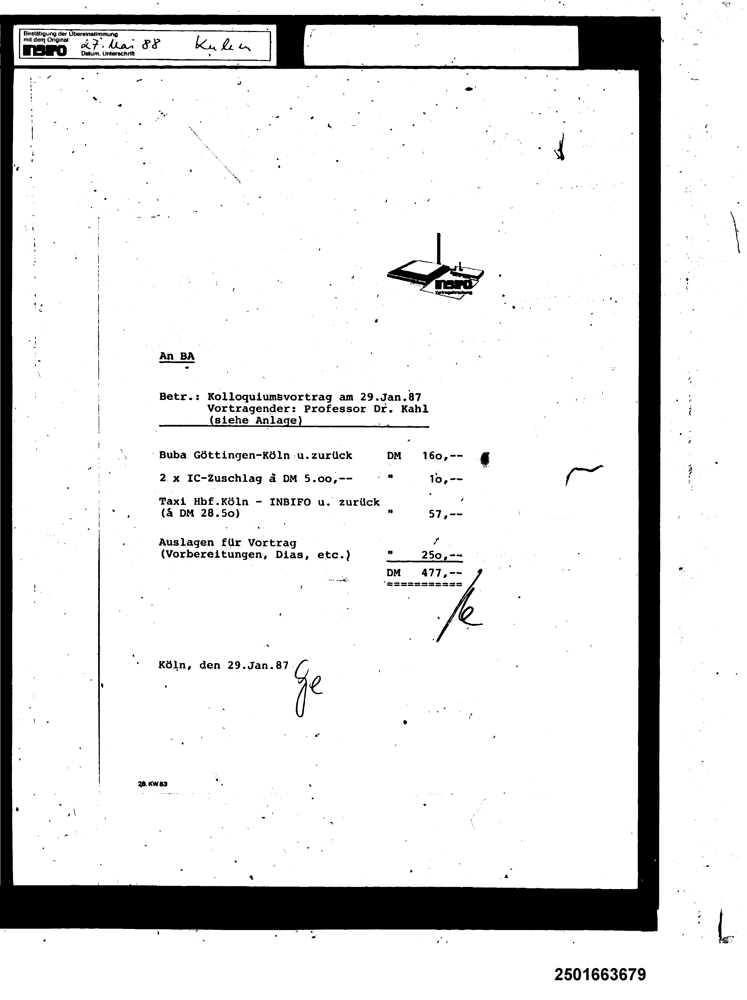 Bestätigung der Übereinstimmung
mit dem Original
INBIFO 27. Mai 88
Datum, Unterschrift
INBIFO
Vertragsforschung
An BA
Betr.: Kolloquiumsvortrag am 29.Jan.87
Vortragender: Professor Dr. Kahl
(siehe Anlage)
Buba Göttingen-Köln u.zurück DM 16o,--
2 x IC-Zuschlag à DM 5.oo,-- " 1o,--
Taxi Hbf.Köln - INBIFO u. zurück
(á DM 28.5o) " 57,--
Auslagen für Vortrag
(Vorbereitungen, Dias, etc.) " 25o,--
DM 477,--
===========
Köln, den 29.Jan.87
28. KW 83
2501663679